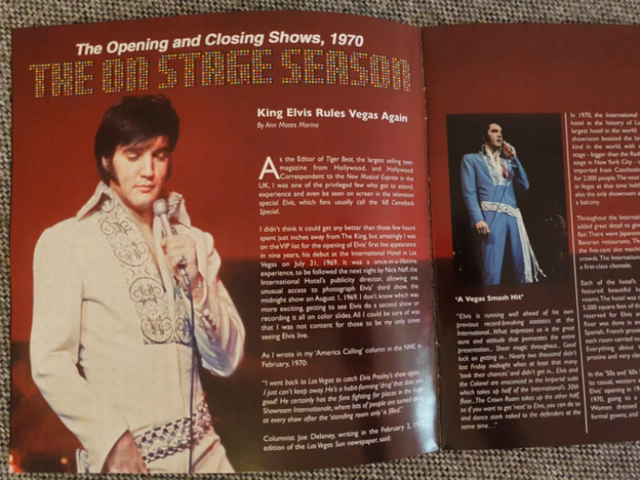 The Opening and Closing Shows, 1970
THE ON STAGE SEASON
King Elvis Rules Vegas Again
By Ann Moses Marino
As the Editor of Tiger Beat, the largest selling teen
magazine from Hollywood, and Hollywood
Correspondent to the New Musical Express in the
UK, I was one of the privileged few who got to attend,
experience and even be seen on screen in the television
special Elvis, which fans usually call the '68 Comeback
Special.
I didn't think it could get any better than those few hours
spent just inches away from The King, but amazingly I was
on the VIP list for the opening of Elvis' first live appearance
in nine years, his debut at the International Hotel in Las
Vegas on July 31, 1969. It was a once-in-a-lifetime
experience, to be followed the next night by Nick Naff, the
International Hotel's publicity director, allowing me
unusual access to photograph Elvis' third show, the
midnight show on August 1, 1969. I don't know which was
more exciting, getting to see Elvis do a second show or
recording it all on color slides. All I could be sure of was
that I was not content for those to be my only times
seeing Elvis live.
As I wrote in my 'America Calling' column in the NME in
February, 1970:
"I went back to Las Vegas to catch Elvis Presley's show again.
I just can't keep away. He's a habit-forming 'drug' that does you
good! He certainly has the fans fighting for places in the huge
Showroom Internationale, where lots of people are turned away
at every show after the 'standing room only' is filled."
Columnist Joe Delaney, writing in the February 2,
edition of the Las Vegas Sun newspaper, said:
'A Vegas Smash Hit'
"Elvis is running well ahead of his own
previous record-breaking statistics at the
International. What impresses us is the great
taste and attitude that permeates the entire
presentation. Sheer magic throughout... Good
luck on getting in... Nearly two thousand didn't
last Friday midnight when at least that many
'took their chances' and didn't get in... Elvis and
the Colonel are ensconced in the Imperial suite
which takes up half of the International's 30th
floor...The Crown Room takes up the other half,
so if you want to get 'next' to Elvis, you can do so
and dance stark naked to the defenders at the
same time..."
In 1970, the International
hotel in the history of La
largest hotel in the world
showroom boasted the la
kind in the world, with
stage - bigger than the Rad
stage in New York City -
imported from Czechoslo
for 2,000 people. The next
in Vegas at that time held
also the only showroom
a balcony.
Throughout the Internation
added great detail to
flair. There were Japanese
Bavarian restaurants. Th
the five-cent slot machi
crowds. The Internationa
a first-class clientele.
Each of the hotel's
featured beautiful
rooms. The hotel west
5,000 square feet
reserved for Elvis
floor was done to
Spanish, French pro
each room carried
Everything about
pristine and very cl
In the '50s and '60s
its casual, western
Elvis' opening in
1970, going to a
Women dressed
formal gowns,